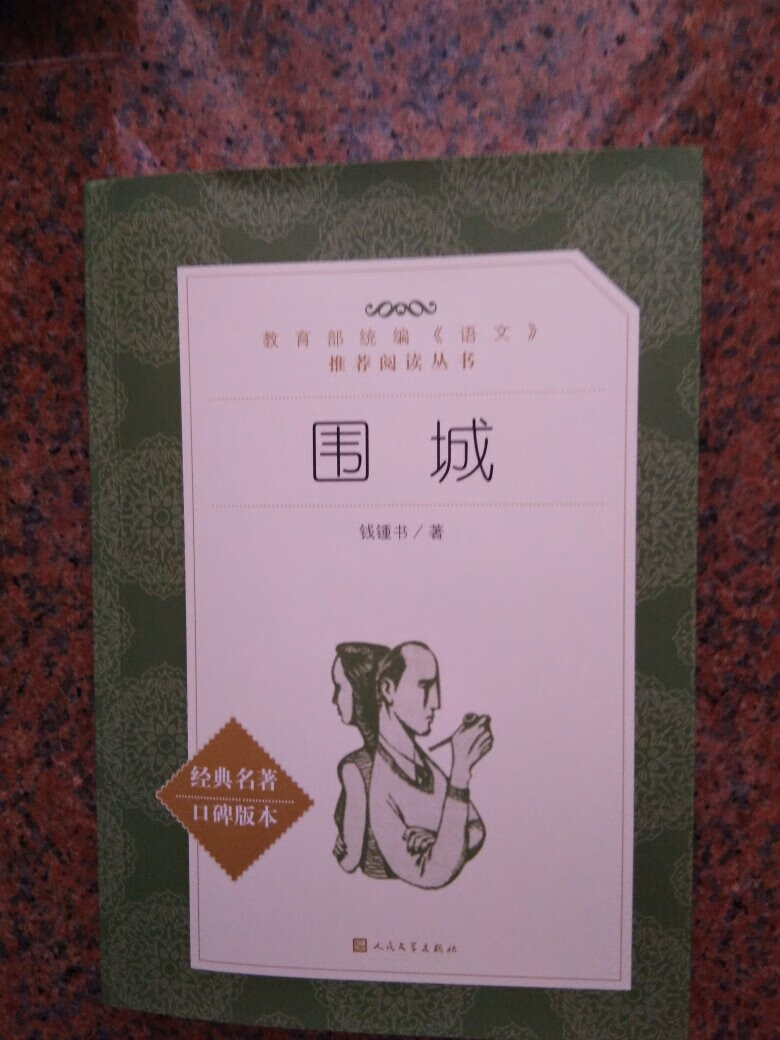 教育部统编《语文》
推荐阅读丛书
围城
钱锺书/著
经典名著
口碑版本
人民文学出版社